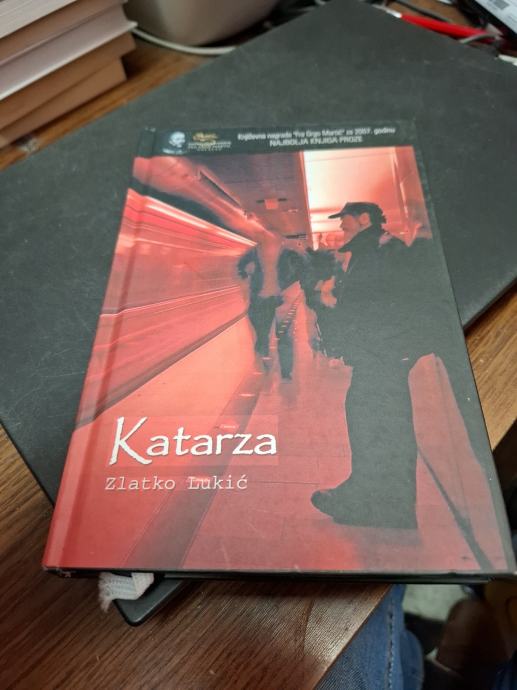 Književna nagrada "Fra Grgo Martić" za 2007. godinu
NAJBOLJA KNJIGA PROZE
Katarza
Zlatko Lukić